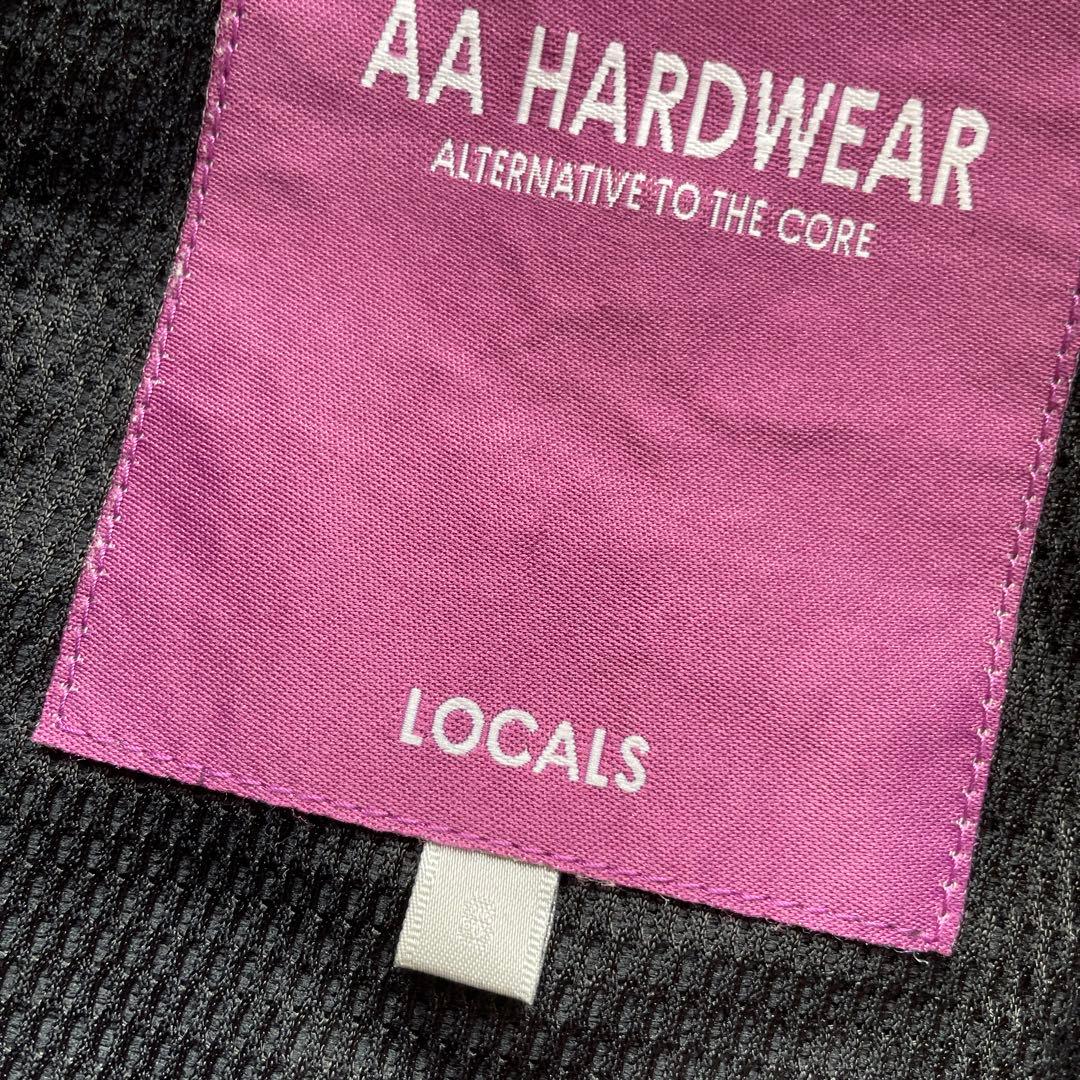 AA HARDWEAR
ALTERNATIVE TO THE CORE
LOCALS